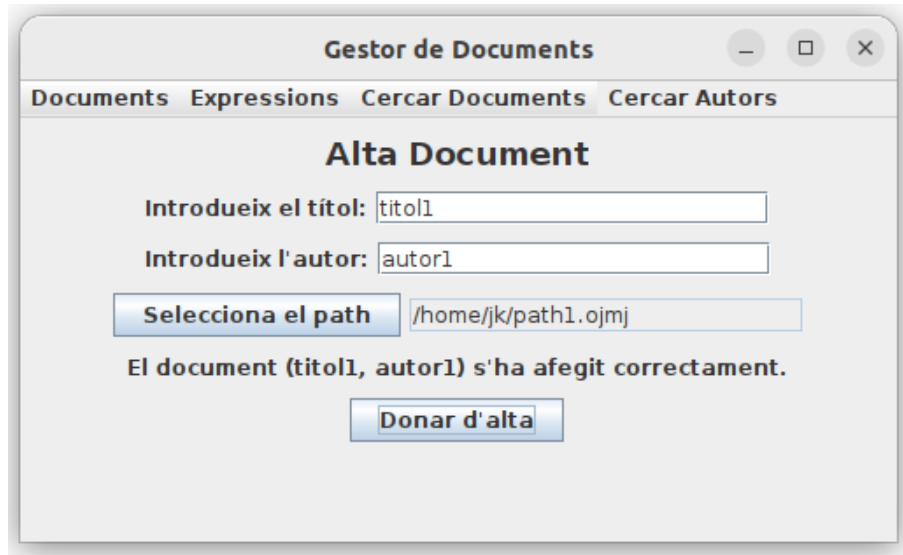 Gestor de Documents
Documents Expressions Cercar Documents Cercar Autors
Alta Document
Introdueix el títol: titol1
Introdueix l'autor: autor1
Selecciona el path /home/jk/path1.ojmj
El document (titol1, autor1) s'ha afegit correctament.
Donar d'alta